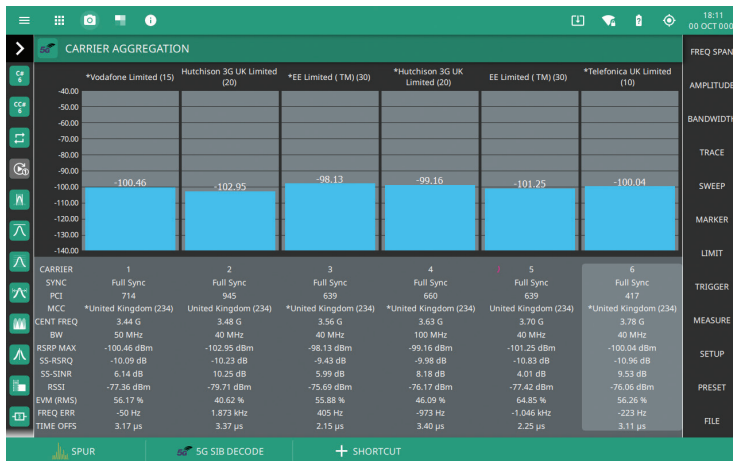 18:11
00 OCT 000
5G CARRIER AGGREGATION
FREQ SPAN
AMPLITUDE
BANDWIDTH
TRACE
SWEEP
MARKER
LIMIT
TRIGGER
MEASURE
SETUP
PRESET
FILE
C#
6
CC#
6
*Vodafone Limited (15) Hutchison 3G UK Limited (20) *EE Limited ( TM) (30) *Hutchison 3G UK Limited (20) EE Limited ( TM) (30) *Telefonica UK Limited (10)
-40.00
-50.00
-60.00
-70.00
-80.00
-90.00
-100.00
-110.00
-120.00
-130.00
-140.00
-100.46 -102.95 -98.13 -99.16 -101.25 -100.04
CARRIER 1 2 3 4 5 6
SYNC Full Sync Full Sync Full Sync Full Sync Full Sync Full Sync
PCI 714 945 639 660 639 417
MCC *United Kingdom (234) United Kingdom (234) *United Kingdom (234) *United Kingdom (234) United Kingdom (234) *United Kingdom (234)
CENT FREQ 3.44 G 3.48 G 3.56 G 3.63 G 3.70 G 3.78 G
BW 50 MHz 40 MHz 40 MHz 100 MHz 40 MHz 40 MHz
RSRP MAX -100.46 dBm -102.95 dBm -98.13 dBm -99.16 dBm -101.25 dBm -100.04 dBm
SS-RSRQ -10.09 dB -10.23 dB -9.43 dB -9.98 dB -10.83 dB -10.96 dB
SS-SINR 6.14 dB 10.25 dB 5.99 dB 8.18 dB 4.01 dB 9.53 dB
RSSI -77.36 dBm -79.71 dBm -75.69 dBm -76.17 dBm -77.42 dBm -76.06 dBm
EVM (RMS) 56.17 % 40.62 % 55.88 % 46.09 % 64.85 % 56.26 %
FREQ ERR -50 Hz 1.873 kHz 405 Hz -973 Hz -1.046 kHz -223 Hz
TIME OFFS 3.17 µs 3.37 µs 2.15 µs 3.40 µs 2.25 µs 3.11 µs
SPUR 5G 5G SIB DECODE SHORTCUT